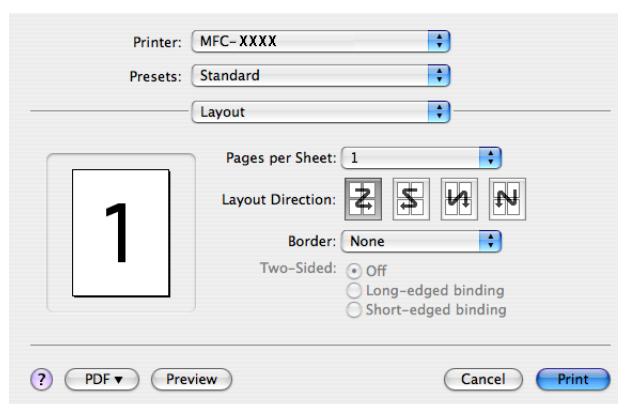 Printer: MFC-XXXX
Presets: Standard
Layout
Pages per Sheet: 1
Layout Direction:
1
Border: None
Two-Sided: Off
Long-edged binding
Short-edged binding
? PDF▼ Preview Cancel Print